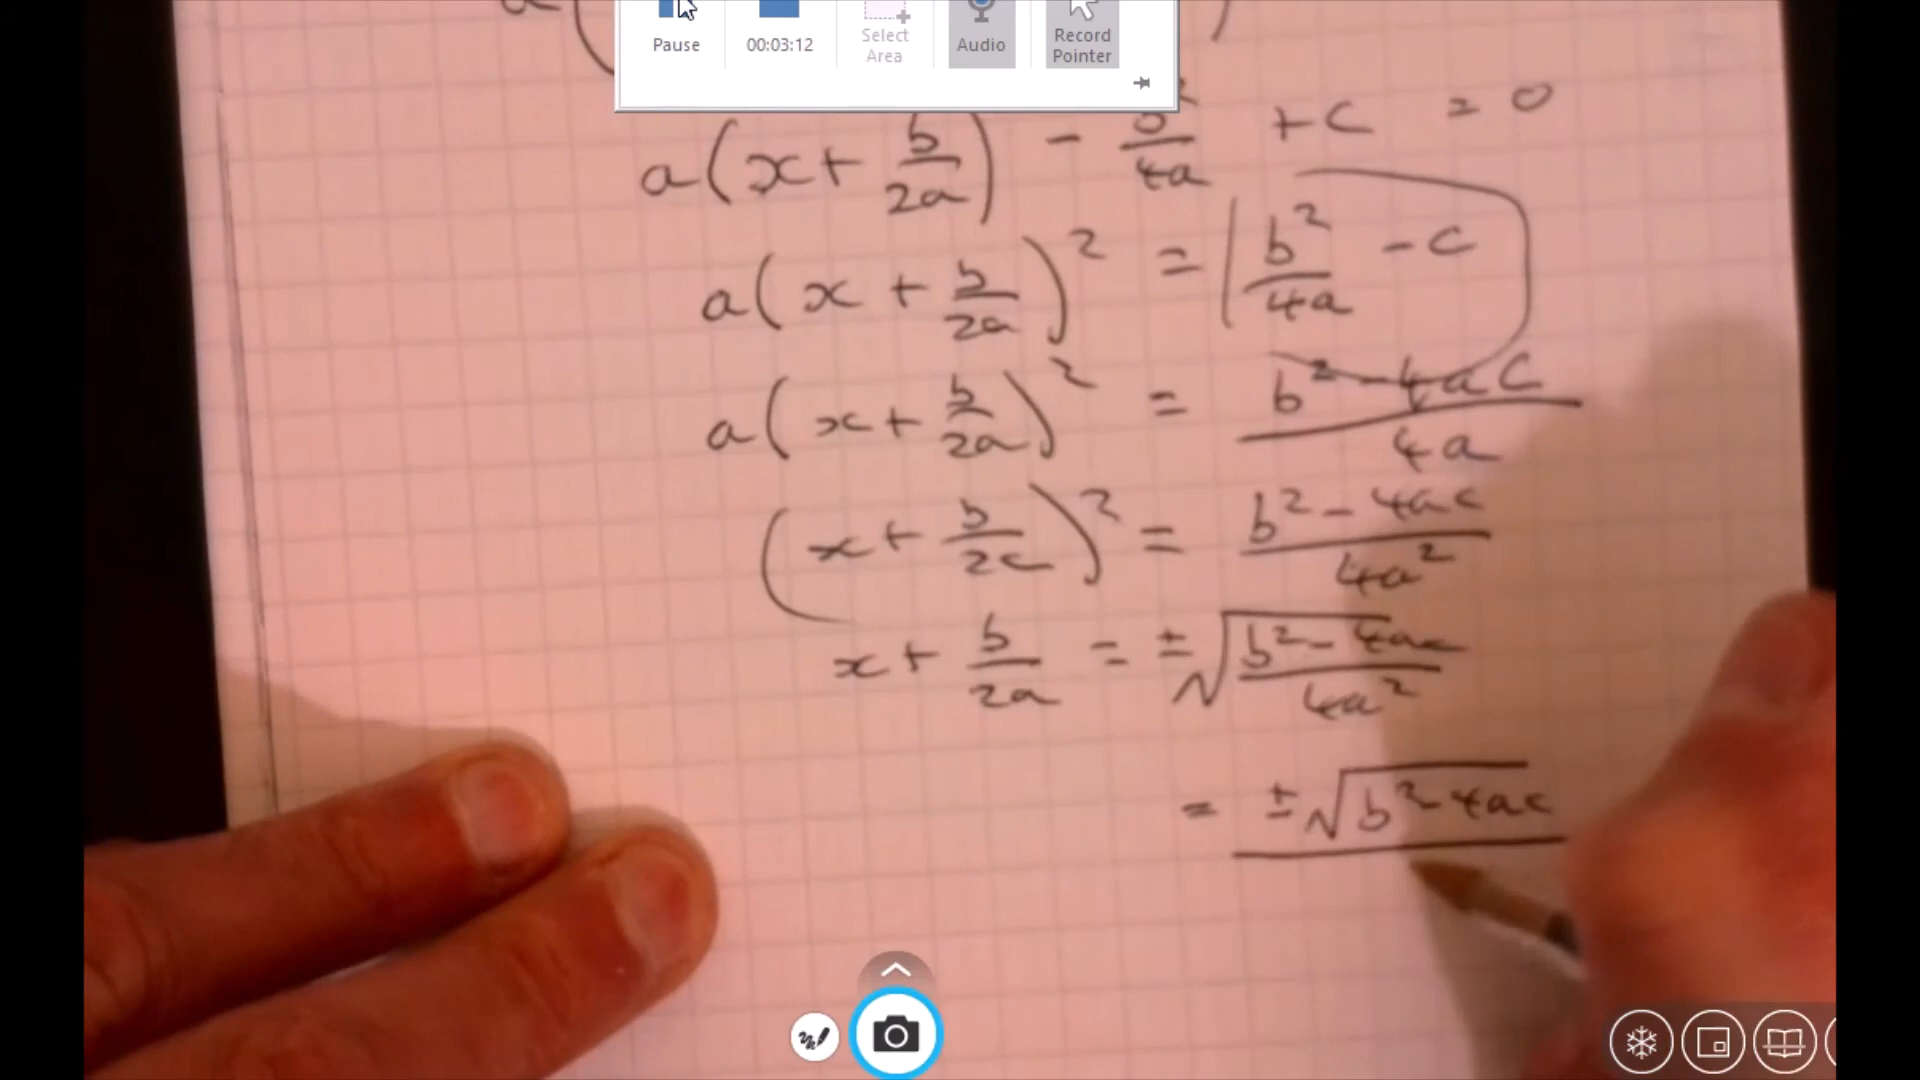 Pause 00:03:12 Select Area Audio Record Pointer
a(x + b/2a) - /4a + c = 0
a(x + b/2a)² = b²/4a - c
a(x + b/2a)² = b² - 4ac/4a
(x + b/2a)² = b² - 4ac/4a²
x + b/2a = ±√b² - 4ac/4a²
= ±√b² - 4ac